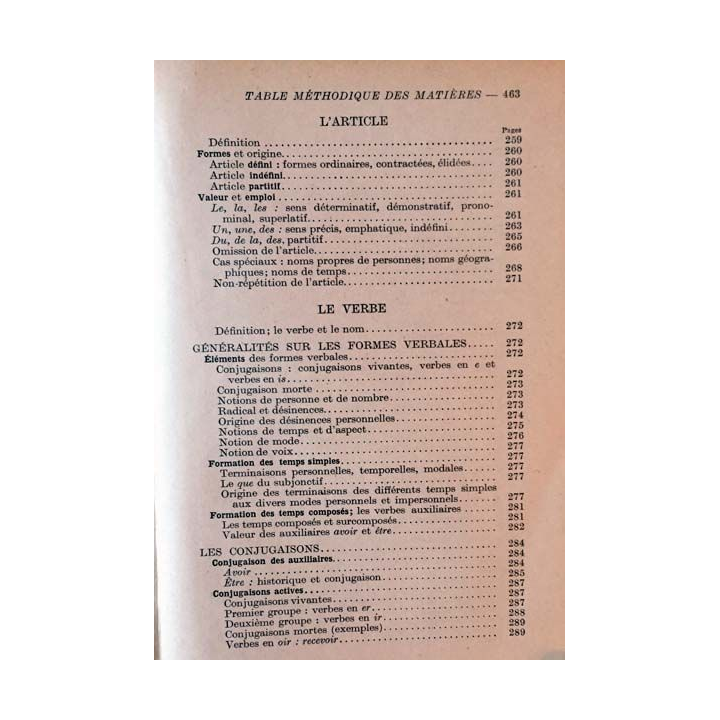 TABLE MÉTHODIQUE DES MATIÈRES — 463
L'ARTICLE
Pages
Définition ........................................ 259
Formes et origine........................................ 260
Article défini : formes ordinaires, contractées, élidées.... 260
Article indéfini........................................ 260
Article partitif........................................ 261
Valeur et emploi........................................ 261
Le, la, les : sens déterminatif, démonstratif, prono-
minal, superlatif........................................ 261
Un, une, des : sens précis, emphatique, indéfini........ 263
Du, de la, des, partitif........................................ 265
Omission de l'article........................................ 266
Cas spéciaux : noms propres de personnes; noms géogra-
phiques; noms de temps........................................ 268
Non-répétition de l'article........................................ 271
LE VERBE
Définition; le verbe et le nom........................................ 272
GÉNÉRALITÉS SUR LES FORMES VERBALES..... 272
Éléments des formes verbales........................................ 272
Conjugaisons : conjugaisons vivantes, verbes en e et
verbes en is........................................ 272
Conjugaison morte ........................................ 273
Notions de personne et de nombre........................................ 273
Radical et désinences........................................ 273
Origine des désinences personnelles........................................ 274
Notions de temps et d'aspect........................................ 275
Notion de mode........................................ 276
Notion de voix........................................ 277
Formation des temps simples........................................ 277
Terminaisons personnelles, temporelles, modales........ 277
Le que du subjonctif........................................ 277
Origine des terminaisons des différents temps simples
aux divers modes personnels et impersonnels........ 277
Formation des temps composés; les verbes auxiliaires ...... 281
Les temps composés et surcomposés........................................ 281
Valeur des auxiliaires avoir et être........................................ 282
LES CONJUGAISONS........................................ 284
Conjugaison des auxiliaires........................................ 284
Avoir ........................................ 284
Être : historique et conjugaison........................................ 285
Conjugaisons actives........................................ 287
Conjugaisons vivantes........................................ 287
Premier groupe : verbes en er........................................ 287
Deuxième groupe : verbes en ir........................................ 288
Conjugaisons mortes (exemples)........................................ 289
Verbes en oir : recevoir........................................ 289